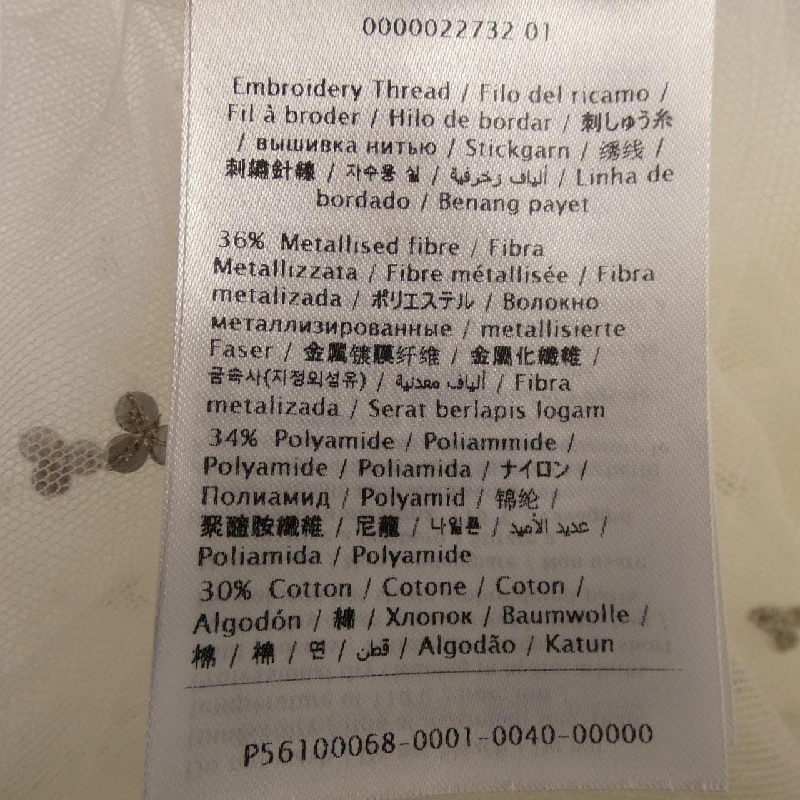 0000022732 01
Embroidery Thread / Filo del ricamo /
Fil à broder / Hilo de bordar / 刺しゅう糸
/ вышивка нитью / Stickgarn / 绣线 /
刺繡針線 / 자수용 실 / ألياف زخرفية / Linha de
bordado / Benang payet
36% Metallised fibre / Fibra
Metallizzata / Fibre métallisée / Fibra
metalizada / ポリエステル / Волокно
металлизированные / metallisierte
Faser / 金属镀膜纤维 / 金屬化纖維 /
금속사(지정외섬유) / ألياف معدنية / Fibra
metalizada / Serat berlapis logam
34% Polyamide / Poliammide /
Polyamide / Poliamida / ナイロン /
Полиамид / Polyamid / 锦纶 /
聚醯胺纖維 / 尼龍 / 나일론 / عديد الأميد /
Poliamida / Polyamide
30% Cotton / Cotone / Coton /
Algodón / 綿 / Хлопок / Baumwolle /
棉 / 棉 / 면 / قطن / Algodão / Katun
P56100068-0001-0040-00000